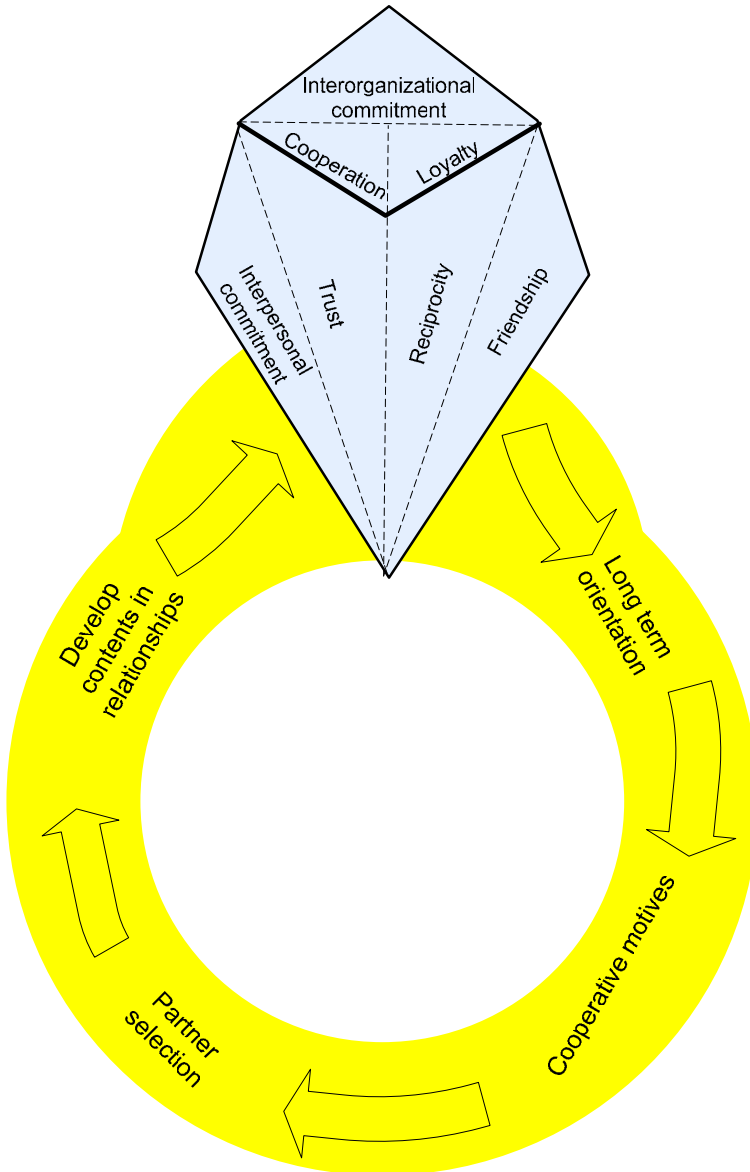 Interorganizational
commitment
Cooperation
Loyalty
Interpersonal
commitment
Trust
Reciprocity
Friendship
Long term
orientation
Cooperative motives
Partner
selection
Develop
contents in
relationships